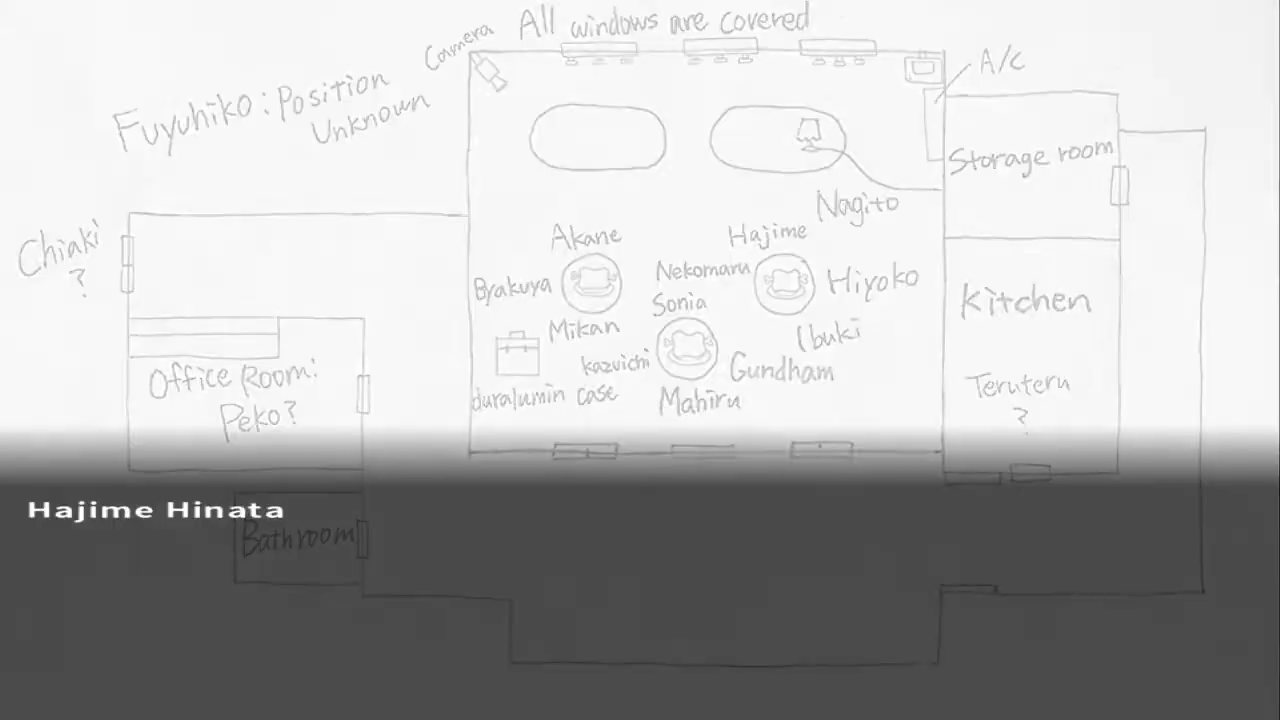 All windows are covered
Camera
A/C
Fuyuhiko: Position
Unknown
Storage room
Nagito
Chiaki
?
Akane
Hajime
Byakuya
Nekomaru
Hiyoko
Sonia
Kitchen
Mikan
Ibuki
kazuichi
Gundham
Office Room:
Peko?
duralumin case
Mahiru
Teruteru
?
Hajime Hinata
Bathroom